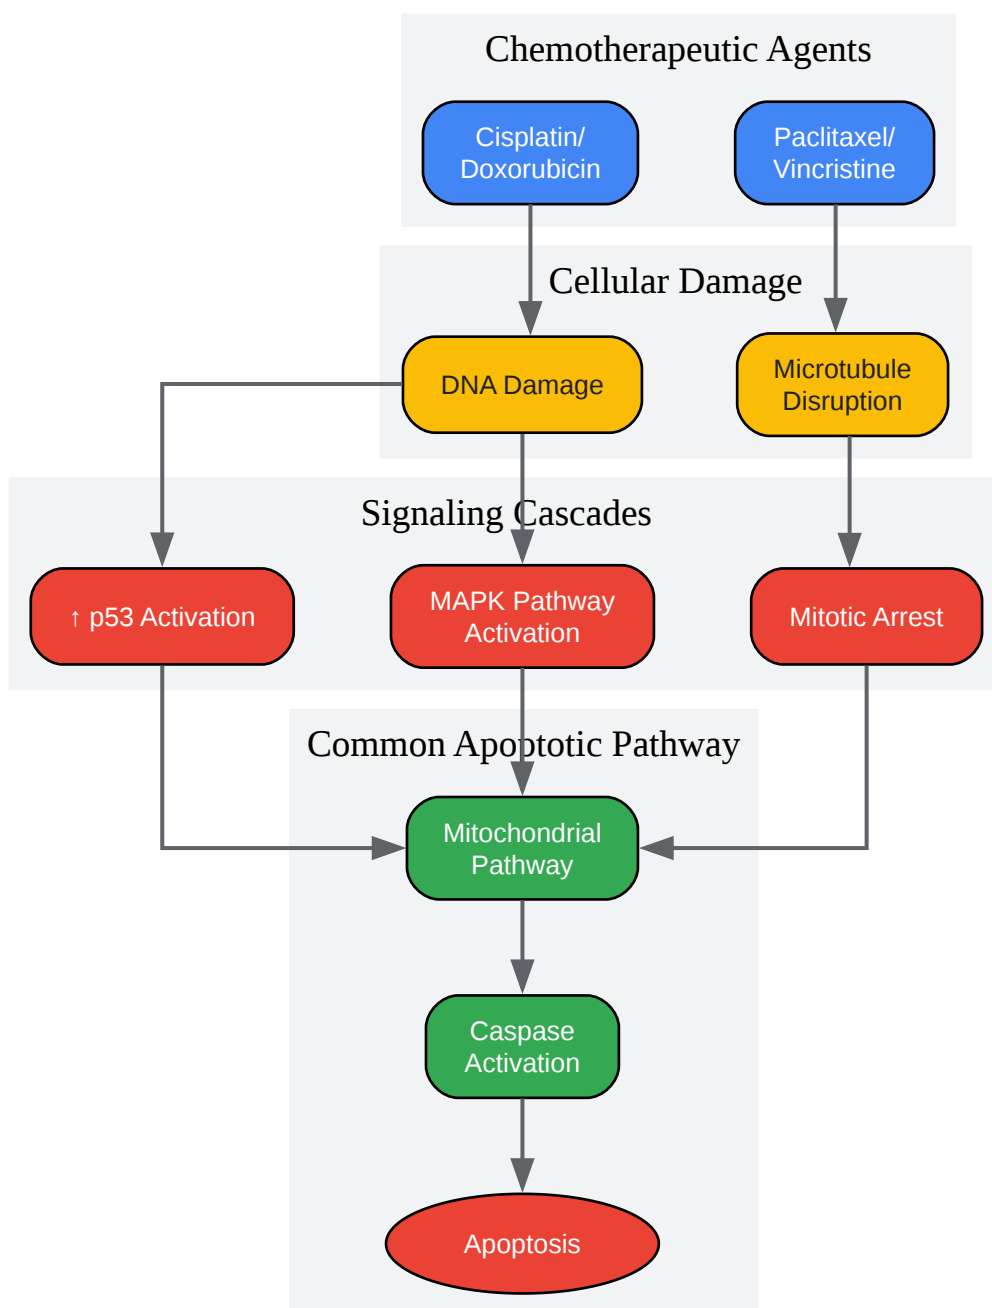 Chemotherapeutic Agents
Cisplatin/
Doxorubicin
Paclitaxel/
Vincristine
Cellular Damage
DNA Damage
Microtubule
Disruption
Signaling Cascades
↑ p53 Activation
MAPK Pathway
Activation
Mitotic Arrest
Common Apoptotic Pathway
Mitochondrial
Pathway
Caspase
Activation
Apoptosis